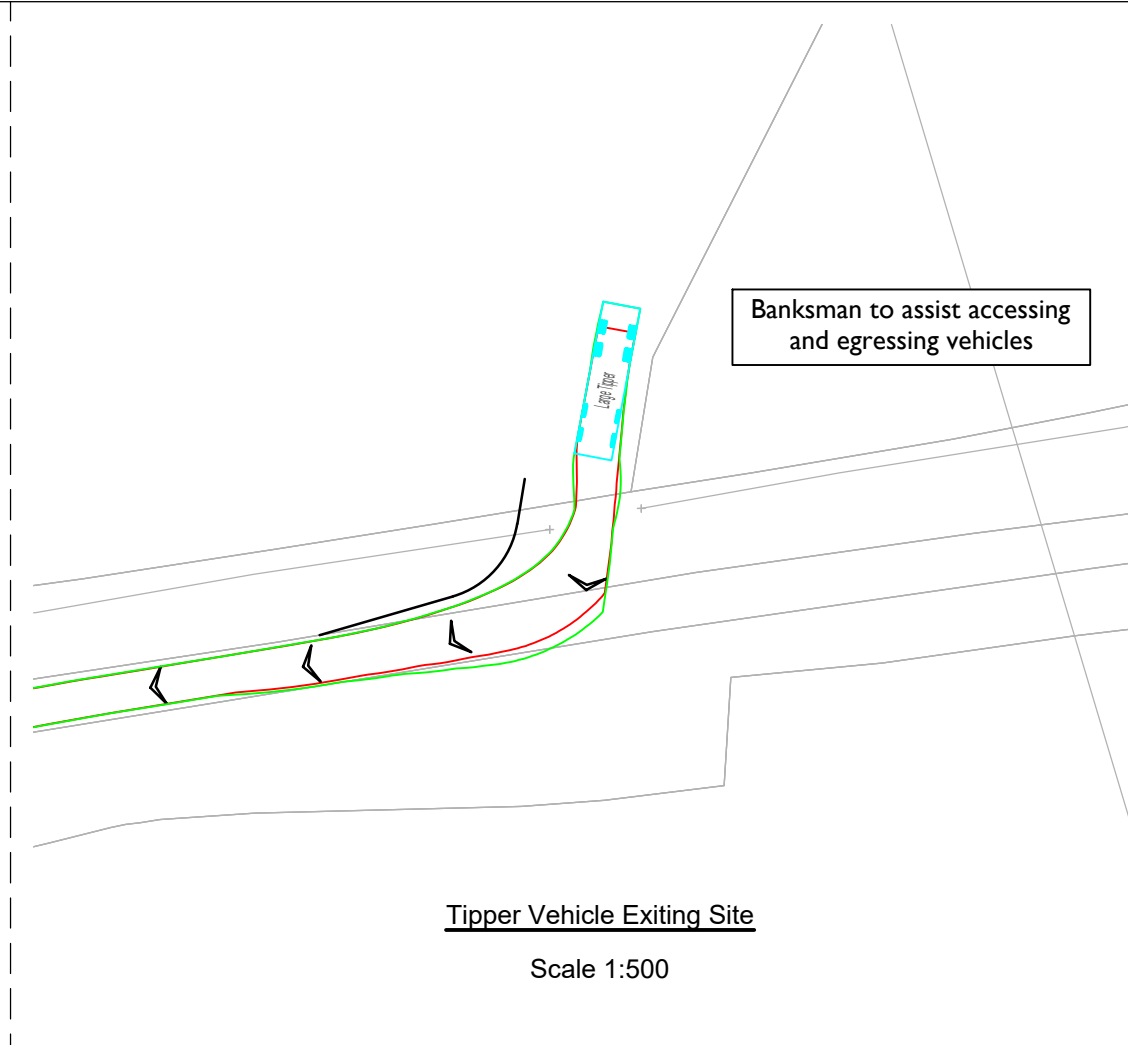 Banksman to assist accessing
and egressing vehicles
Large Tipper
Tipper Vehicle Exiting Site
Scale 1:500